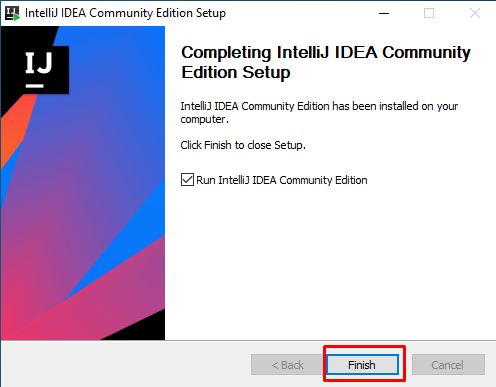 IntelliJ IDEA Community Edition Setup
IJ
Completing IntelliJ IDEA Community
Edition Setup
IntelliJ IDEA Community Edition has been installed on your
computer.
Click Finish to close Setup.
Run IntelliJ IDEA Community Edition
< Back
Finish
Cancel